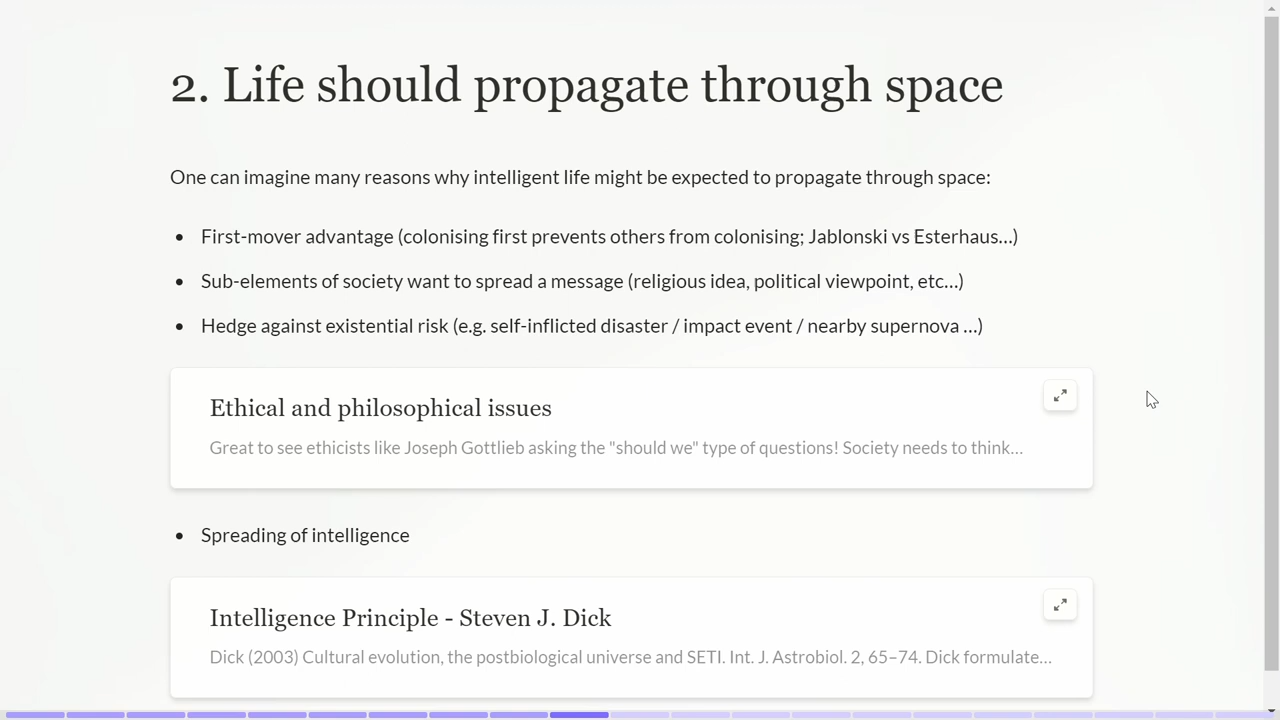 2. Life should propagate through space
One can imagine many reasons why intelligent life might be expected to propagate through space:
• First-mover advantage (colonising first prevents others from colonising; Jablonski vs Esterhaus...)
• Sub-elements of society want to spread a message (religious idea, political viewpoint, etc...)
• Hedge against existential risk (e.g. self-inflicted disaster / impact event / nearby supernova ...)
Ethical and philosophical issues
Great to see ethicists like Joseph Gottlieb asking the "should we" type of questions! Society needs to think...
• Spreading of intelligence
Intelligence Principle - Steven J. Dick
Dick (2003) Cultural evolution, the postbiological universe and SETI. Int. J. Astrobiol. 2, 65–74. Dick formulate...